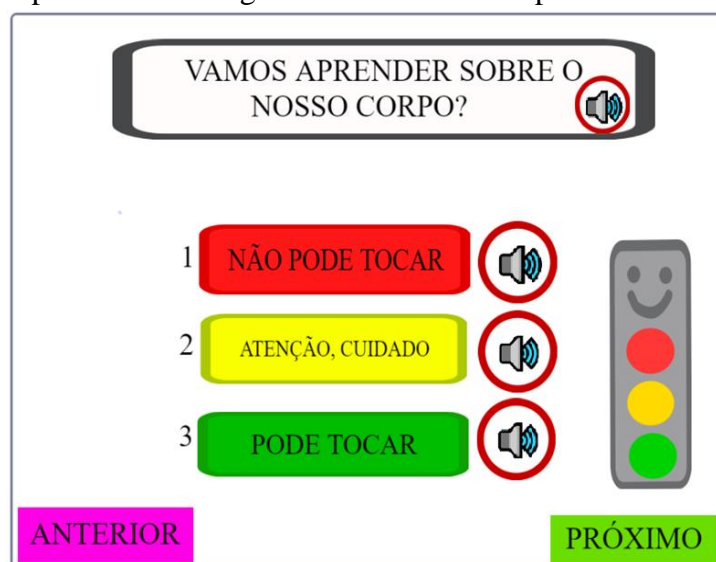 VAMOS APRENDER SOBRE O
NOSSO CORPO?
1 NÃO PODE TOCAR
2 ATENÇÃO, CUIDADO
3 PODE TOCAR
ANTERIOR
PRÓXIMO